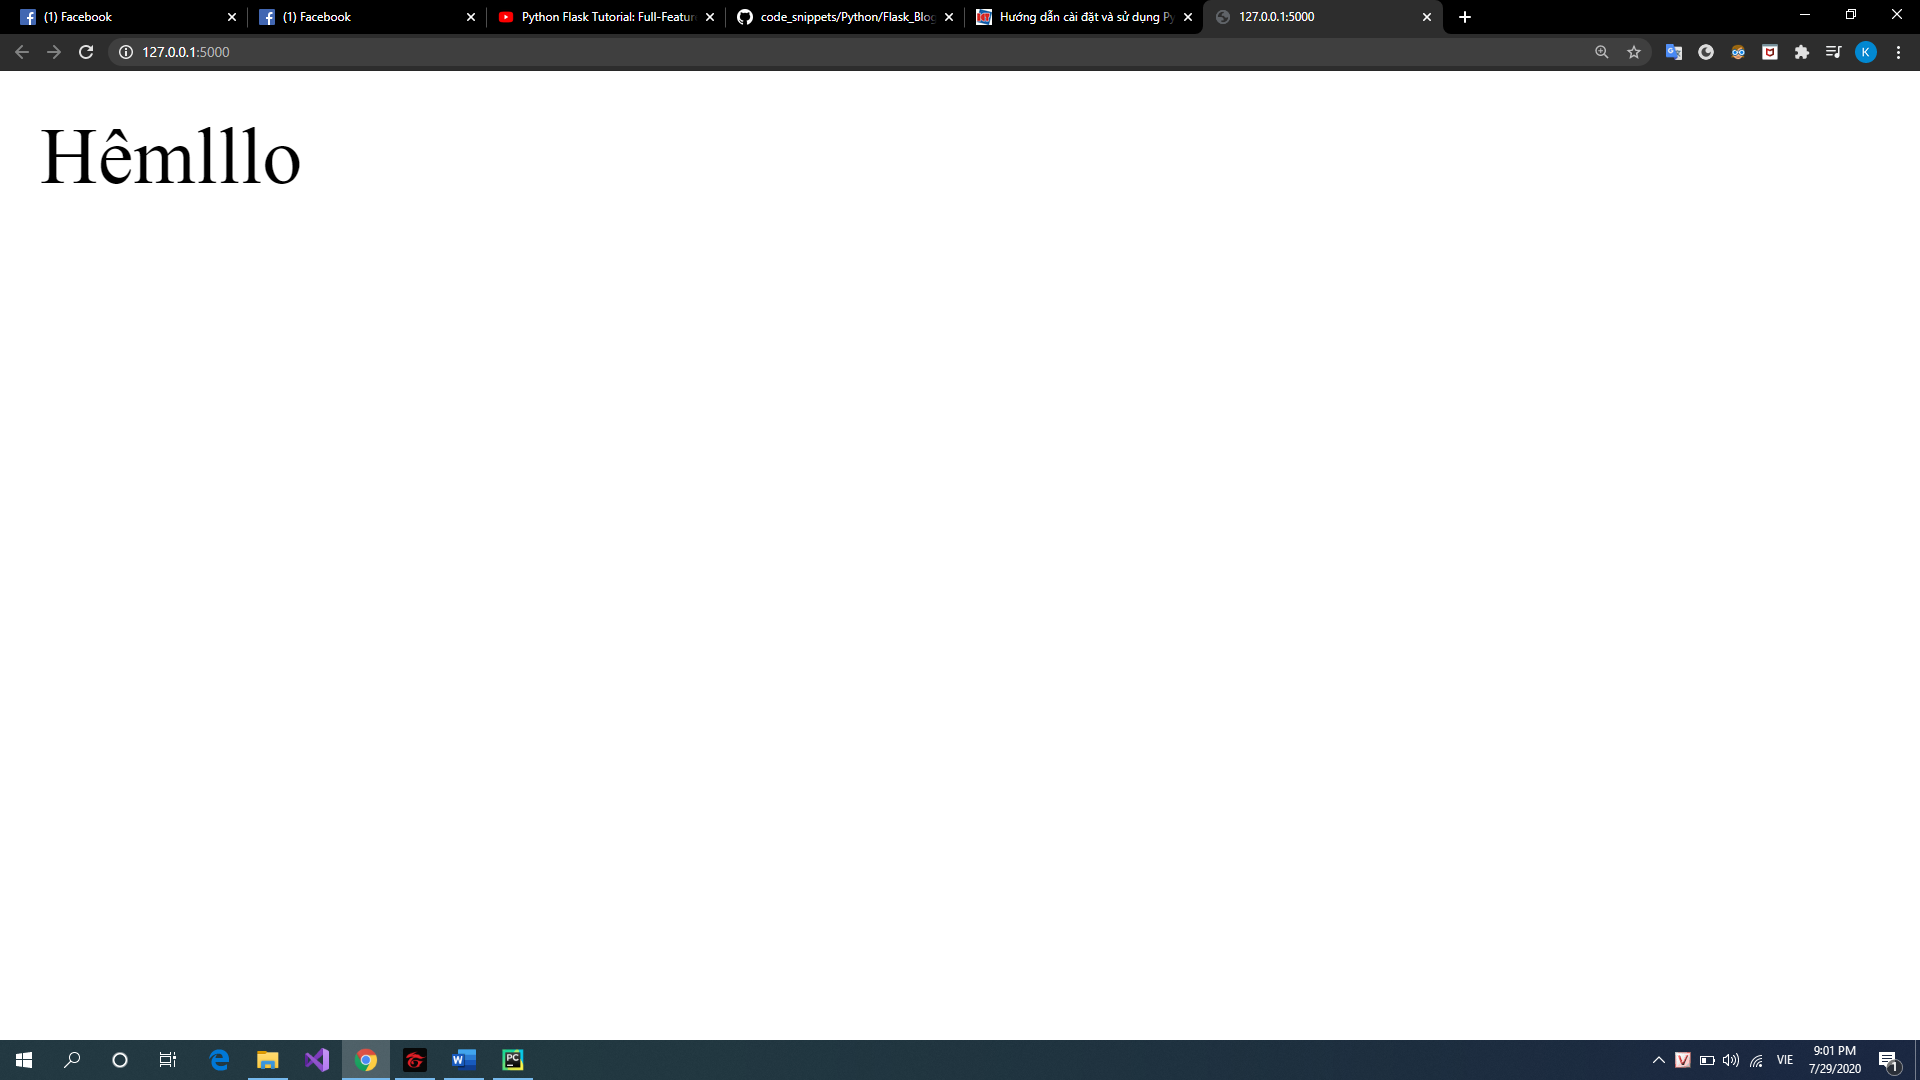 (1) Facebook
(1) Facebook
Python Flask Tutorial: Full-Featur
code_snippets/Python/Flask_Blog
Hướng dẫn cài đặt và sử dụng Py
127.0.0.1:5000
127.0.0.1:5000
K
Hêmlllo
VIE
9:01 PM
7/29/2020
1